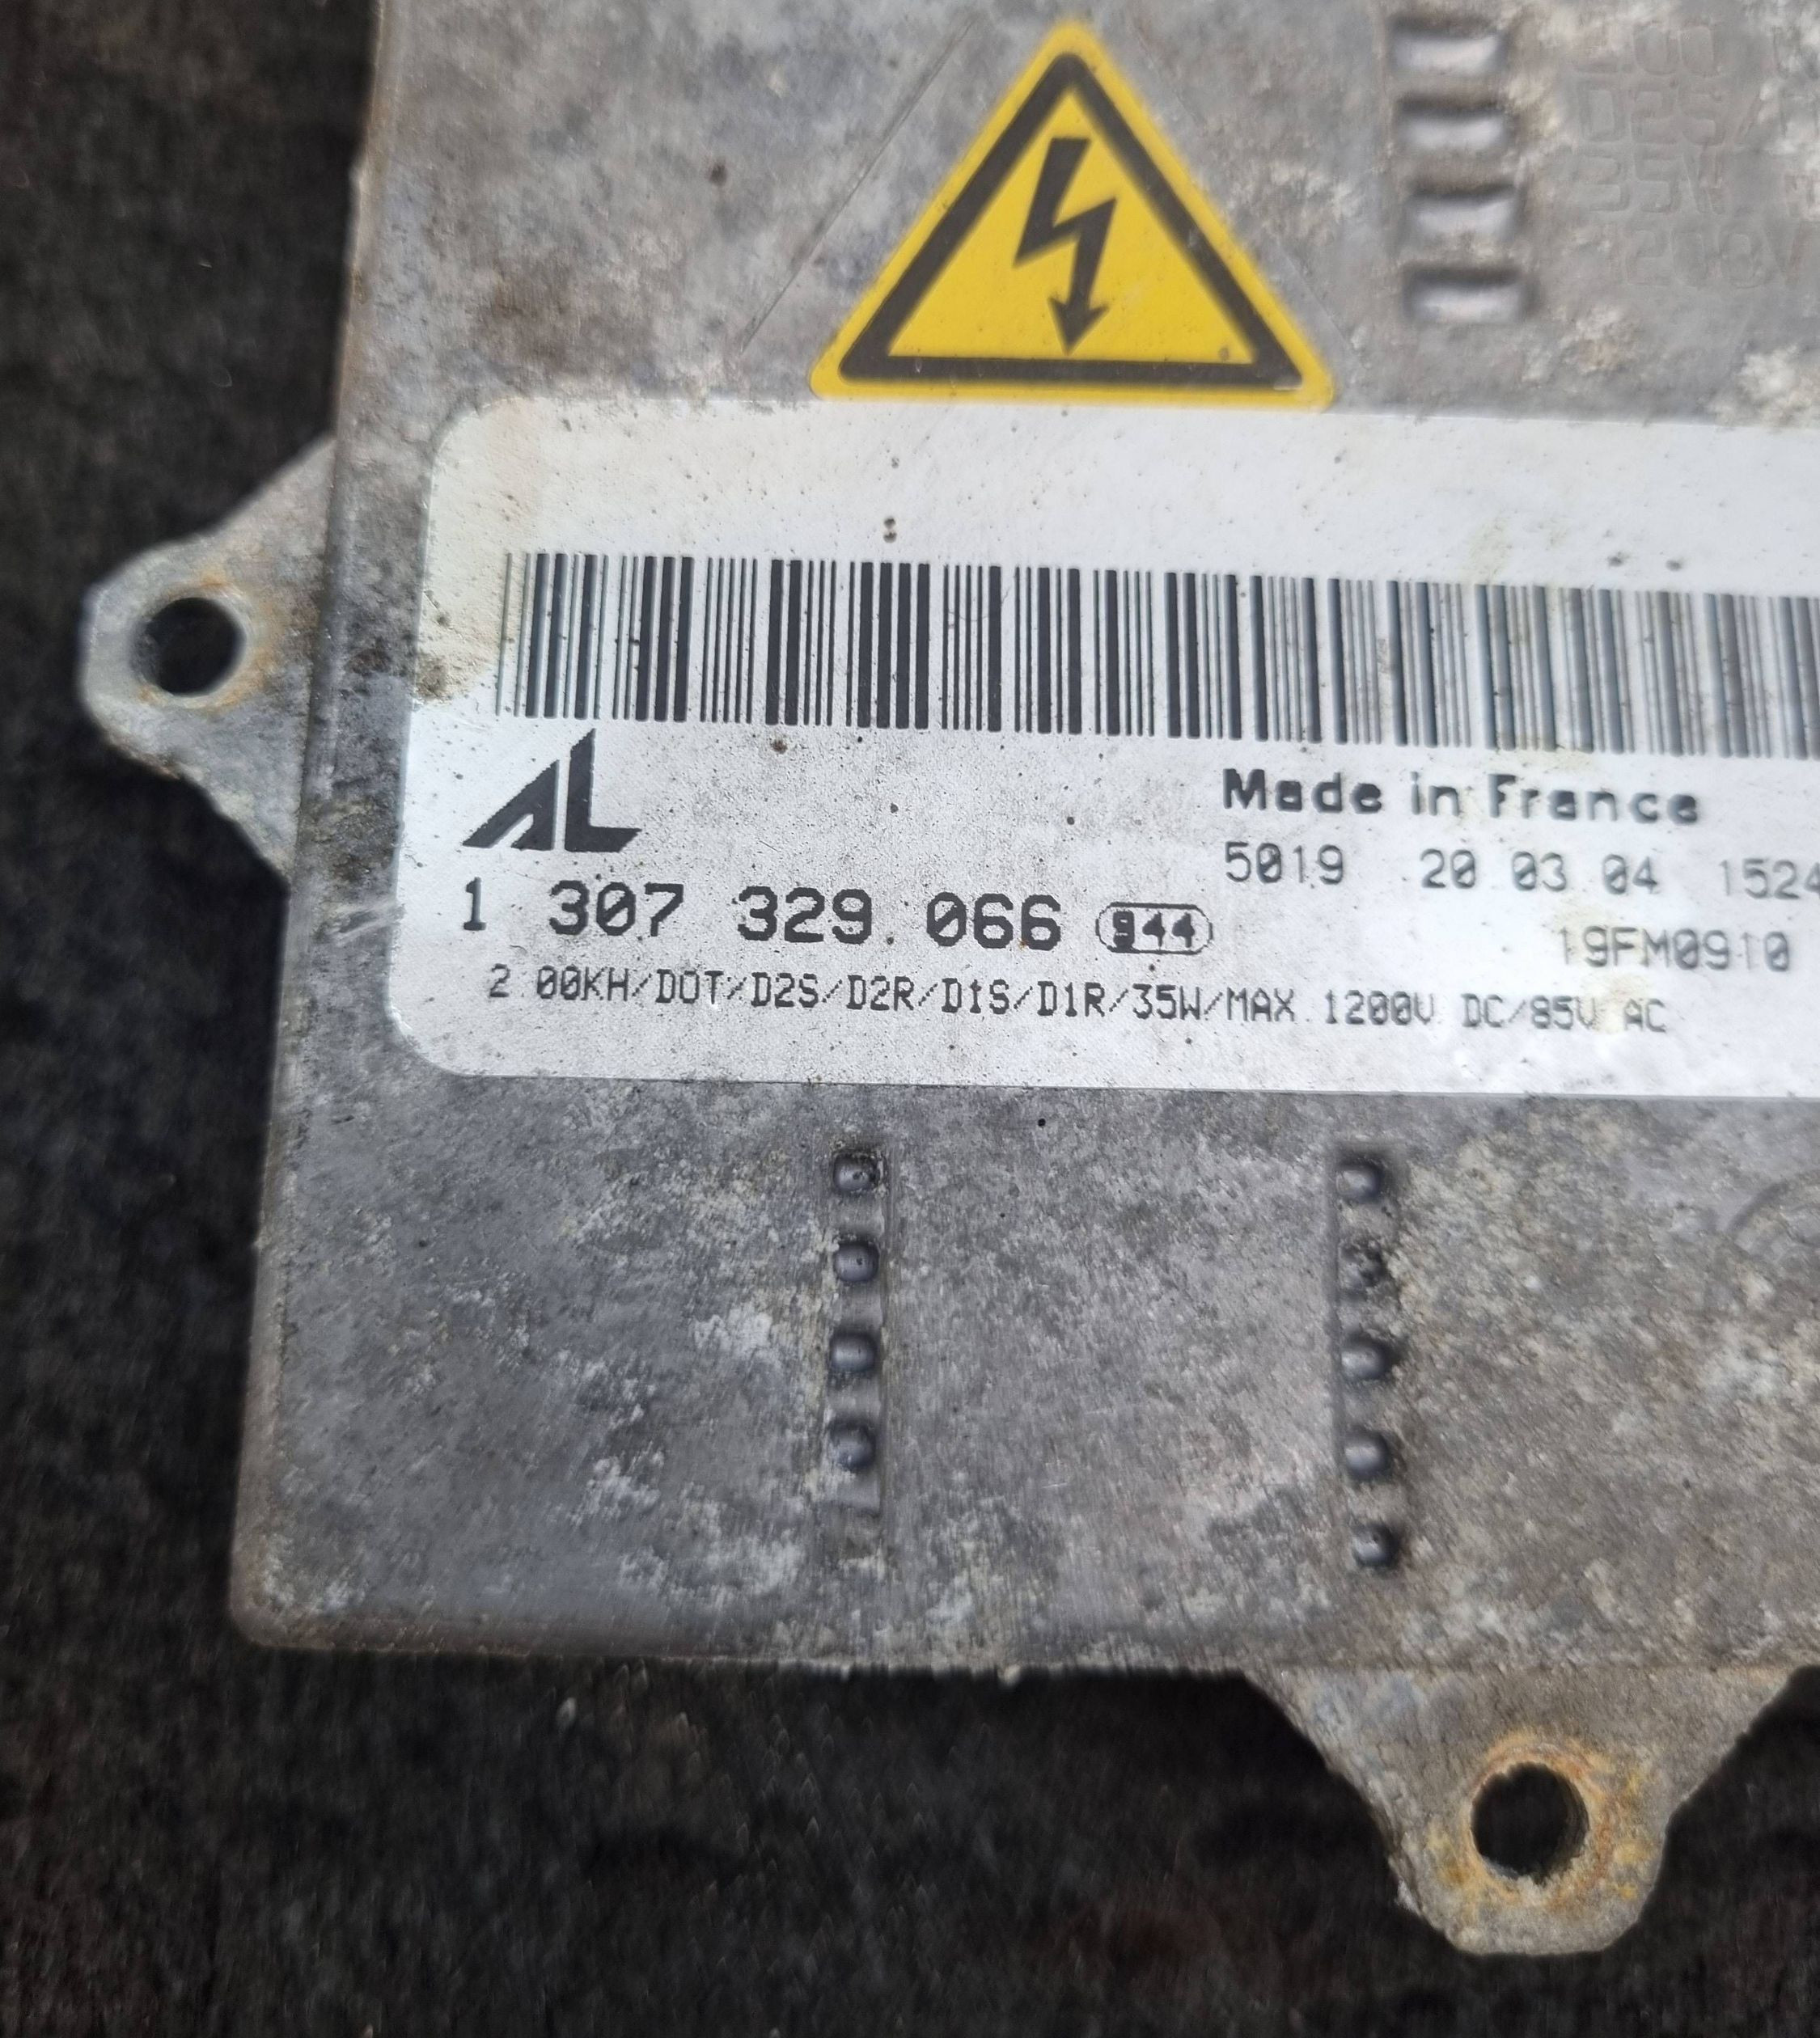 AL
Made in France
5019 20 03 04 1524
1 307 329 066 944
19FM0910
2.00KH/DOT/D2S/D2R/D1S/D1R/35W/MAX.1200V DC/85V AC